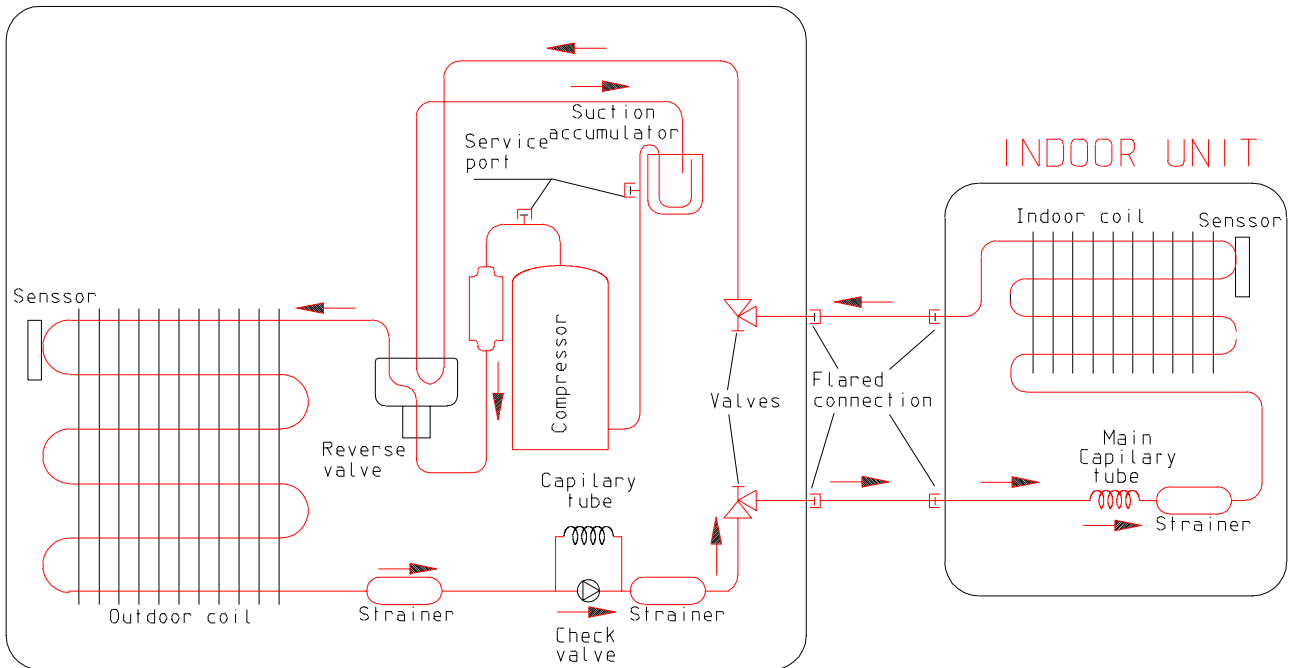 Suction
accumulator
Service
port
INDOOR UNIT
Indoor coil
Senssor
Senssor
Compressor
Valves
Flared
connection
Reverse
valve
Main
Capilary
tube
Strainer
Capilary
tube
Outdoor coil
Strainer
Check
valve
Strainer